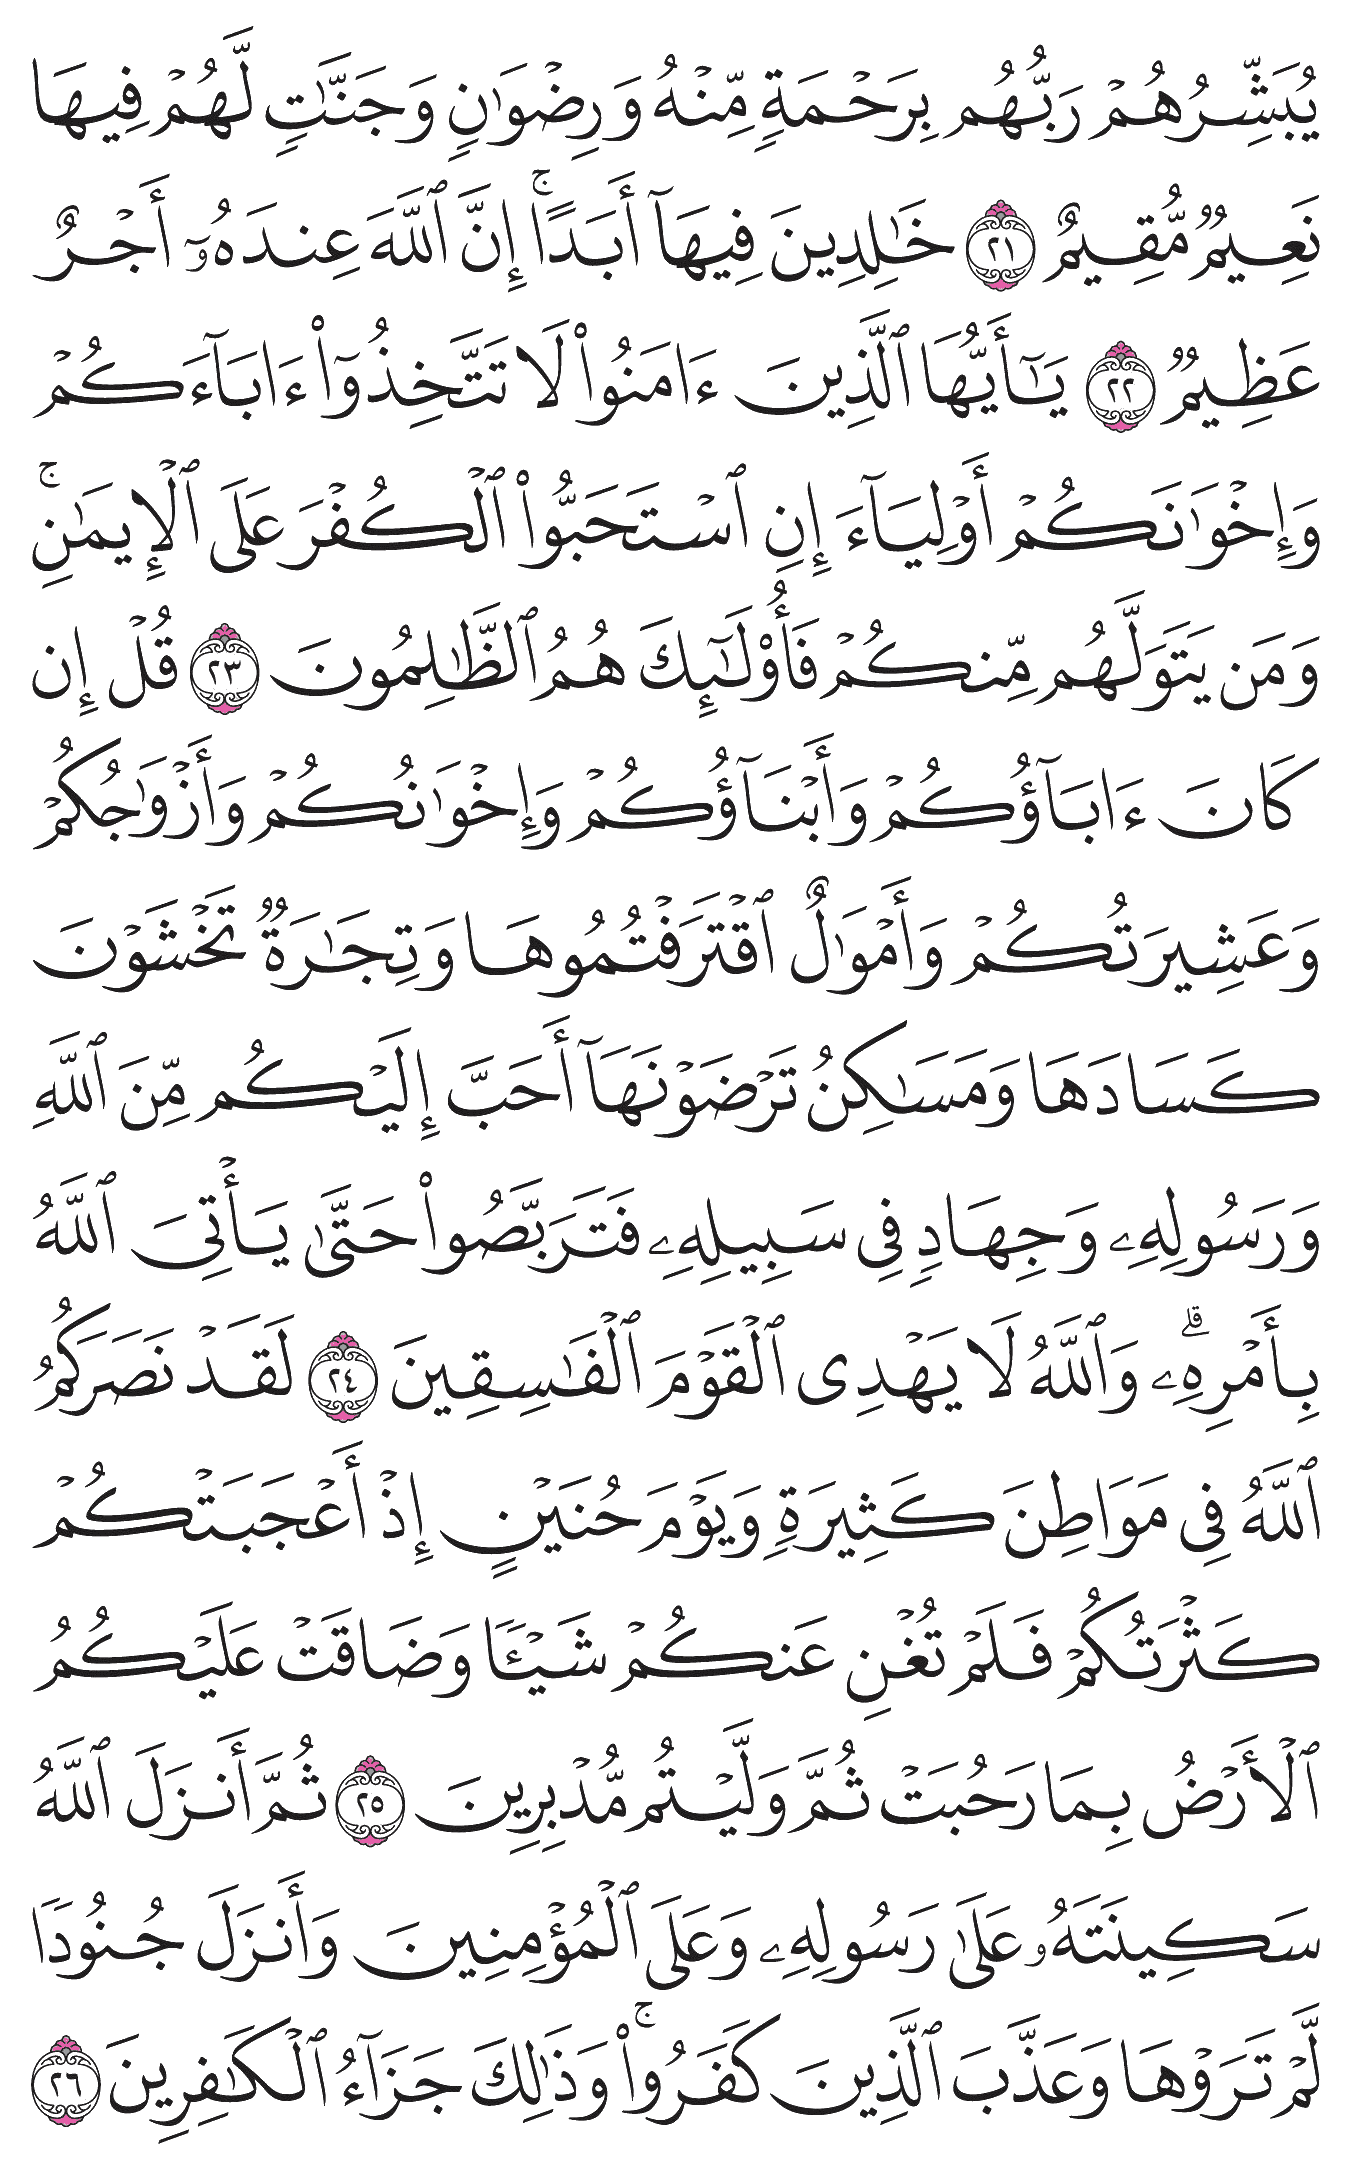 يُبَشِّرُهُمۡ رَبُّهُم بِرَحۡمَةٖ مِّنۡهُ وَرِضۡوَٰنٖ وَجَنَّٰتٖ لَّهُمۡ فِيهَا
نَعِيمٞ مُّقِيمٌ ٢١ خَٰلِدِينَ فِيهَآ أَبَدًاۚ إِنَّ ٱللَّهَ عِندَهُۥٓ أَجۡرٌ
عَظِيمٞ ٢٢ يَٰٓأَيُّهَا ٱلَّذِينَ ءَامَنُواْ لَا تَتَّخِذُوٓاْ ءَابَآءَكُمۡ
وَإِخۡوَٰنَكُمۡ أَوۡلِيَآءَ إِنِ ٱسۡتَحَبُّواْ ٱلۡكُفۡرَ عَلَى ٱلۡإِيمَٰنِۚ
وَمَن يَتَوَلَّهُم مِّنكُمۡ فَأُوْلَٰٓئِكَ هُمُ ٱلظَّٰلِمُونَ ٢٣ قُلۡ إِن
كَانَ ءَابَآؤُكُمۡ وَأَبۡنَآؤُكُمۡ وَإِخۡوَٰنُكُمۡ وَأَزۡوَٰجُكُمۡ
وَعَشِيرَتُكُمۡ وَأَمۡوَٰلٌ ٱقۡتَرَفۡتُمُوهَا وَتِجَٰرَةٞ تَخۡشَوۡنَ
كَسَادَهَا وَمَسَٰكِنُ تَرۡضَوۡنَهَآ أَحَبَّ إِلَيۡكُم مِّنَ ٱللَّهِ
وَرَسُولِهِۦ وَجِهَادٖ فِي سَبِيلِهِۦ فَتَرَبَّصُواْ حَتَّىٰ يَأۡتِيَ ٱللَّهُ
بِأَمۡرِهِۦۗ وَٱللَّهُ لَا يَهۡدِي ٱلۡقَوۡمَ ٱلۡفَٰسِقِينَ ٢٤ لَقَدۡ نَصَرَكُمُ
ٱللَّهُ فِي مَوَاطِنَ كَثِيرَةٖ وَيَوۡمَ حُنَيۡنٍ إِذۡ أَعۡجَبَتۡكُمۡ
كَثۡرَتُكُمۡ فَلَمۡ تُغۡنِ عَنكُمۡ شَيۡـٔٗا وَضَاقَتۡ عَلَيۡكُمُ
ٱلۡأَرۡضُ بِمَا رَحُبَتۡ ثُمَّ وَلَّيۡتُم مُّدۡبِرِينَ ٢٥ ثُمَّ أَنزَلَ ٱللَّهُ
سَكِينَتَهُۥ عَلَىٰ رَسُولِهِۦ وَعَلَى ٱلۡمُؤۡمِنِينَ وَأَنزَلَ جُنُودٗا
لَّمۡ تَرَوۡهَا وَعَذَّبَ ٱلَّذِينَ كَفَرُواْۚ وَذَٰلِكَ جَزَآءُ ٱلۡكَٰفِرِينَ ٢٦